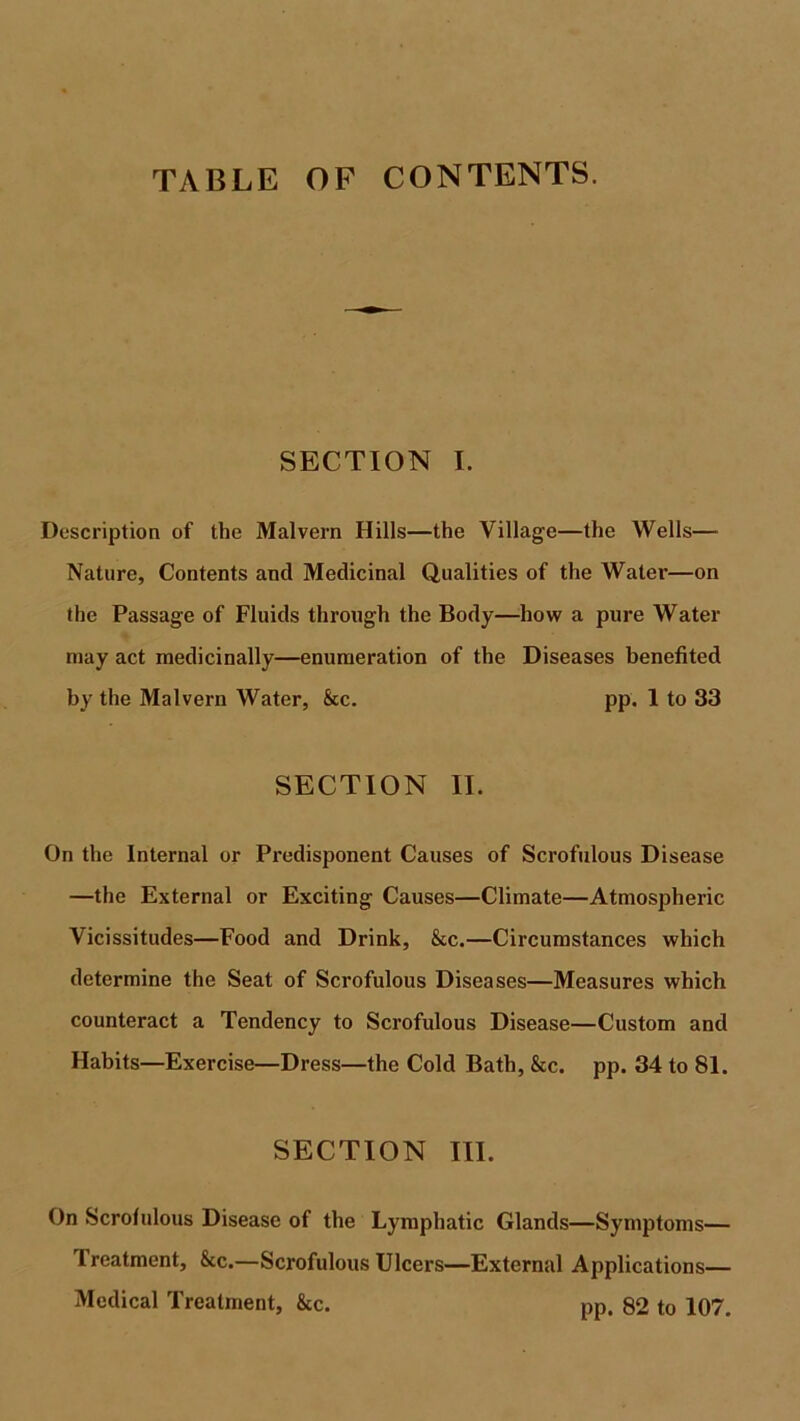 TABLE OF CONTENTS.
SECTION I.
Description of the Malvern Hills—the Village—the Wells—
Nature, Contents and Medicinal Qualities of the Water—on
the Passage of Fluids through the Body—how a pure Water
may act medicinally—enumeration of the Diseases benefited
by the Malvern Water, &c. pp. 1 to 33
SECTION II.
On the Internal or Predisponent Causes of Scrofulous Disease
—the External or Exciting Causes—Climate—Atmospheric
Vicissitudes—Food and Drink, &c.—Circumstances which
determine the Seat of Scrofulous Diseases—Measures which
counteract a Tendency to Scrofulous Disease—Custom and
Habits—Exercise—Dress—the Cold Bath, &c. pp. 34 to 81.
SECTION III.
On Scrofulous Disease of the Lymphatic Glands—Symptoms—
Treatment, &c.—Scrofulous Ulcers—External Applications—
Medical Treatment, &c. pp. 82 to 107.